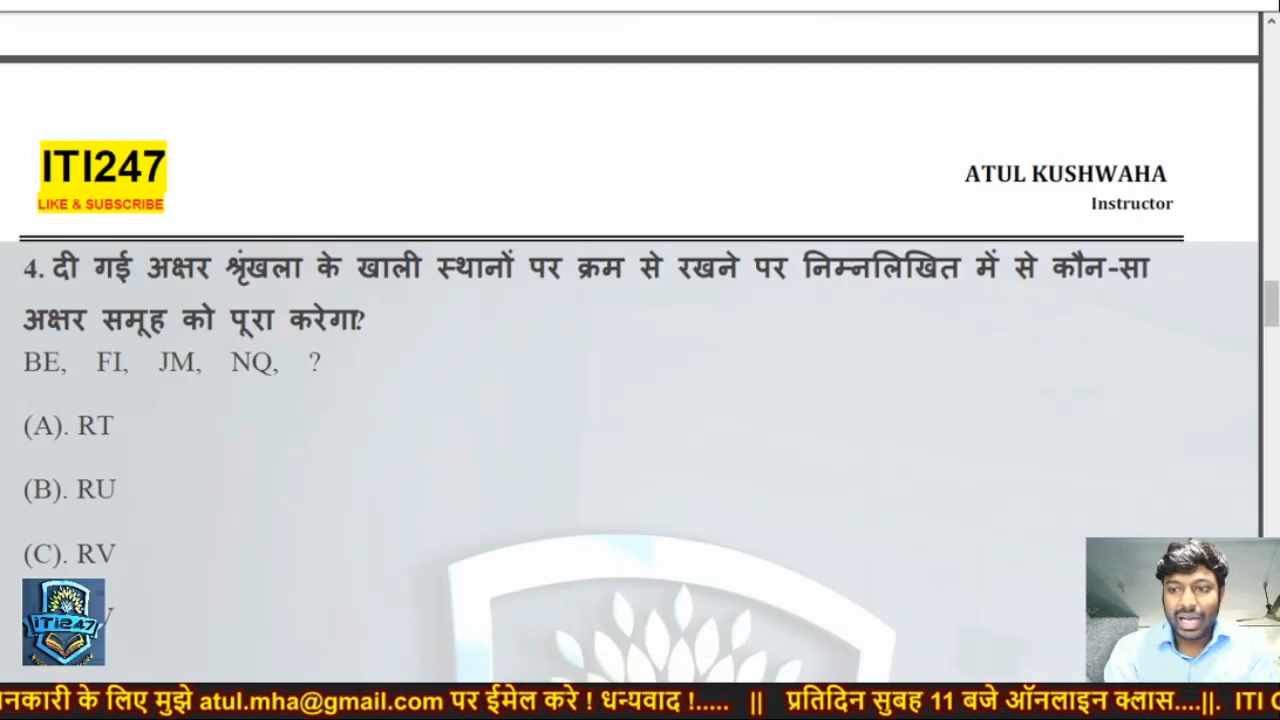 ITI247
LIKE & SUBSCRIBE
ATUL KUSHWAHA
Instructor
4. दी गई अक्षर श्रृंखला के खाली स्थानों पर क्रम से रखने पर निम्नलिखित में से कौन-सा
अक्षर समूह को पूरा करेगा?
BE, FI, JM, NQ, ?
(A). RT
(B). RU
(C). RV
ITI247
नकारी के लिए मुझे atul.mha@gmail.com पर ईमेल करे ! धन्यवाद !..... || प्रतिदिन सुबह 11 बजे ऑनलाइन क्लास....||. ITI